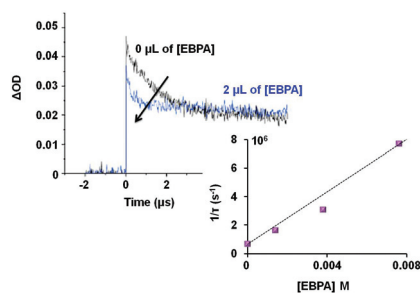 0.05
0 µL of [EBPA]
0.04
0.03
2 µL of [EBPA]
ΔOD
0.02
0.01
0
-2 0 2
Time (µs)
8
10⁶
6
1/τ (s⁻¹)
4
2
0
0 0.004 0.008
[EBPA] M